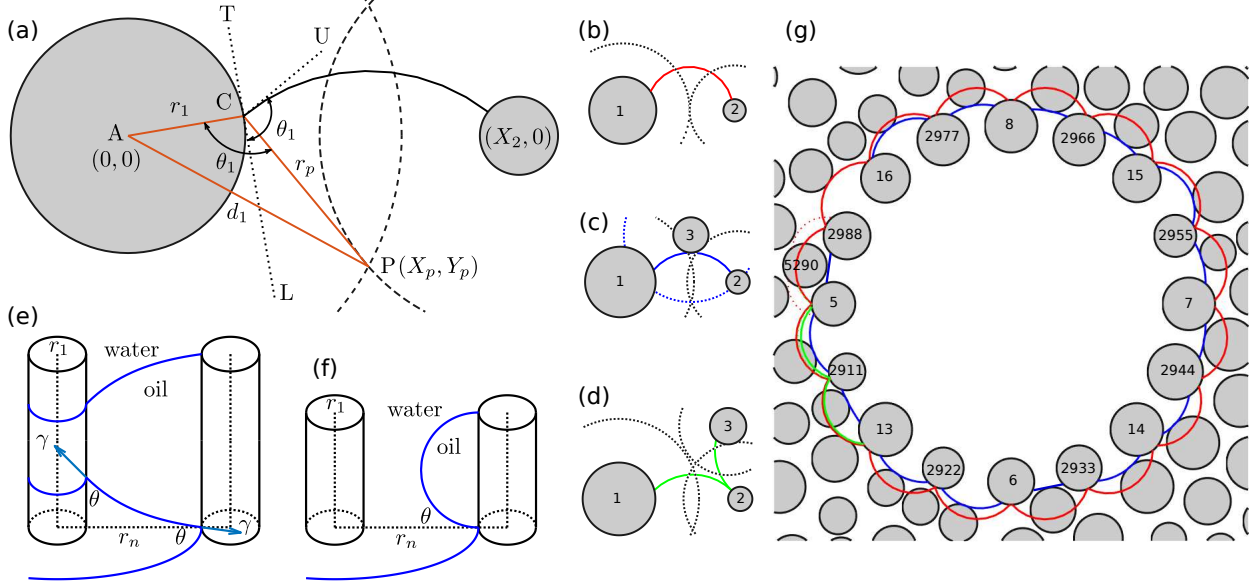 (a)
T
U
C
r₁
A
(0, 0)
θ₁
θ₁
(X₂, 0)
r_p
d₁
P(X_p, Y_p)
L
(b)
1
2
(c)
3
1
2
(d)
3
1
2
(e)
r₁
water
oil
γ
θ
θ
γ
r_n
(f)
r₁
water
oil
θ
r_n
(g)
2977
8
2966
16
15
2988
2955
5290
5
7
2911
2944
13
14
2922
6
2933